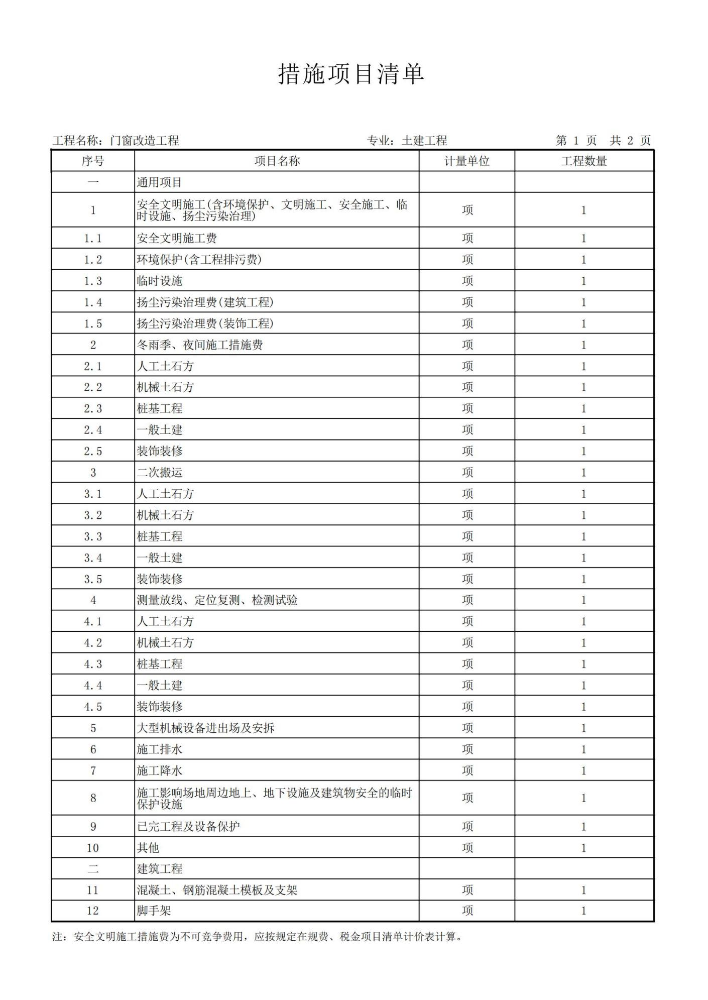 措施项目清单
工程名称：门窗改造工程 专业：土建工程 第 1 页 共 2 页
序号 项目名称 计量单位 工程数量
一 通用项目
1 安全文明施工(含环境保护、文明施工、安全施工、临 项 1
时设施、扬尘污染治理)
1.1 安全文明施工费 项 1
1.2 环境保护(含工程排污费) 项 1
1.3 临时设施 项 1
1.4 扬尘污染治理费(建筑工程) 项 1
1.5 扬尘污染治理费(装饰工程) 项 1
2 冬雨季、夜间施工措施费 项 1
2.1 人工土石方 项 1
2.2 机械土石方 项 1
2.3 桩基工程 项 1
2.4 一般土建 项 1
2.5 装饰装修 项 1
3 二次搬运 项 1
3.1 人工土石方 项 1
3.2 机械土石方 项 1
3.3 桩基工程 项 1
3.4 一般土建 项 1
3.5 装饰装修 项 1
4 测量放线、定位复测、检测试验 项 1
4.1 人工土石方 项 1
4.2 机械土石方 项 1
4.3 桩基工程 项 1
4.4 一般土建 项 1
4.5 装饰装修 项 1
5 大型机械设备进出场及安拆 项 1
6 施工排水 项 1
7 施工降水 项 1
8 施工影响场地周边地上、地下设施及建筑物安全的临时 项 1
保护设施
9 已完工程及设备保护 项 1
10 其他 项 1
二 建筑工程
11 混凝土、钢筋混凝土模板及支架 项 1
12 脚手架 项 1
注：安全文明施工措施费为不可竞争费用，应按规定在规费、税金项目清单计价表计算。